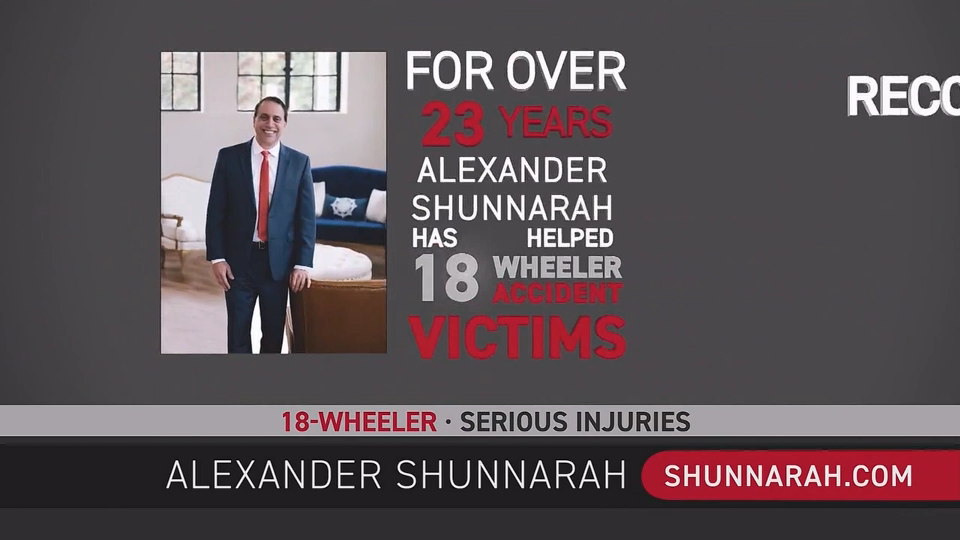 FOR OVER
23 YEARS
ALEXANDER
SHUNNARAH
HAS HELPED
18 WHEELER
ACCIDENT
VICTIMS
18-WHEELER · SERIOUS INJURIES
ALEXANDER SHUNNARAH
SHUNNARAH.COM